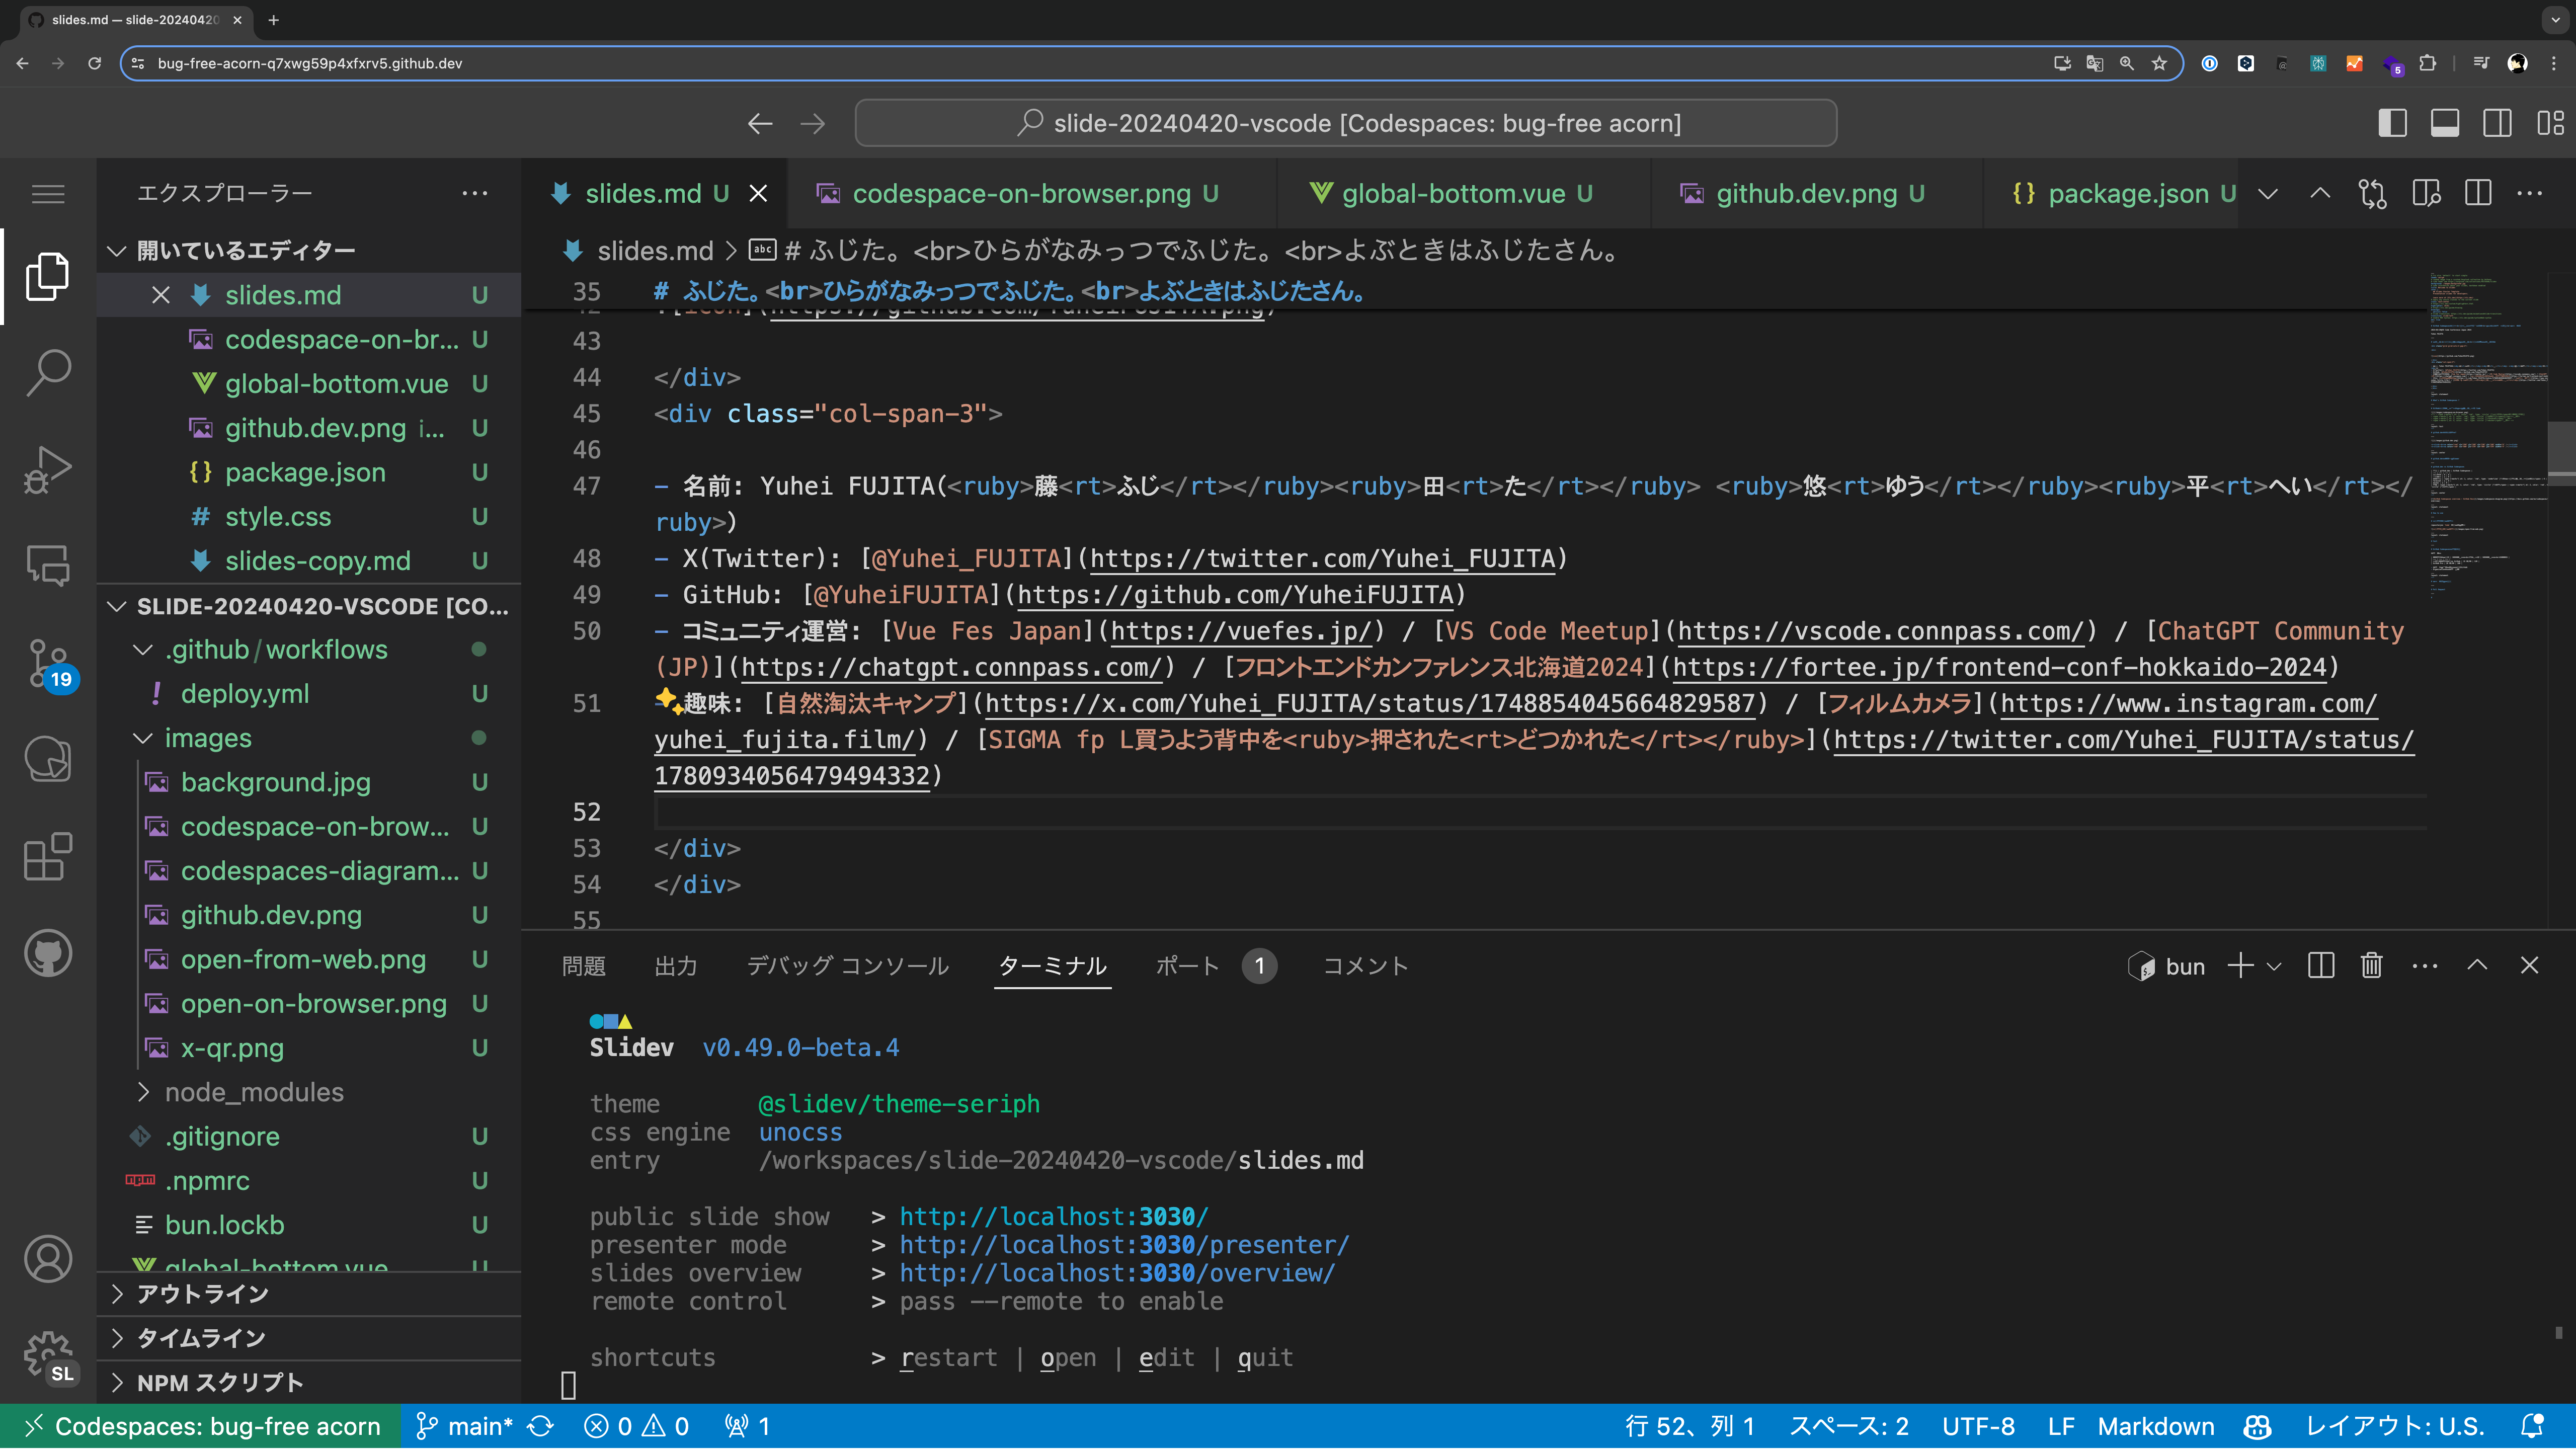 slides.md — slide-20240420
bug-free-acorn-q7xwg59p4xfxrv5.github.dev
5
slide-20240420-vscode [Codespaces: bug-free acorn]
エクスプローラー
開いているエディター
slides.md U
codespace-on-br... U
global-bottom.vue U
github.dev.png i... U
package.json U
style.css U
slides-copy.md U
SLIDE-20240420-VSCODE [CO...
.github/workflows
deploy.yml U
images
background.jpg U
codespace-on-brow... U
codespaces-diagram... U
github.dev.png U
open-from-web.png U
open-on-browser.png U
x-qr.png U
node_modules
.gitignore U
.npmrc U
bun.lockb U
global-bottom.vue U
アウトライン
タイムライン
NPM スクリプト
19
SL
slides.md U
codespace-on-browser.png U
global-bottom.vue U
github.dev.png U
package.json U
slides.md > # ふじた。<br>ひらがなみっつでふじた。<br>よぶときはふじたさん。
35 # ふじた。<br>ひらがなみっつでふじた。<br>よぶときはふじたさん。
42 ![icon](https://github.com/YuheiFUJITA.png)
43
44 </div>
45 <div class="col-span-3">
46
47 - 名前: Yuhei FUJITA(<ruby>藤<rt>ふじ</rt></ruby><ruby>田<rt>た</rt></ruby> <ruby>悠<rt>ゆう</rt></ruby><ruby>平<rt>へい</rt></
ruby>)
48 - X(Twitter): [@Yuhei_FUJITA](https://twitter.com/Yuhei_FUJITA)
49 - GitHub: [@YuheiFUJITA](https://github.com/YuheiFUJITA)
50 - コミュニティ運営: [Vue Fes Japan](https://vuefes.jp/) / [VS Code Meetup](https://vscode.connpass.com/) / [ChatGPT Community
(JP)](https://chatgpt.connpass.com/) / [フロントエンドカンファレンス北海道2024](https://fortee.jp/frontend-conf-hokkaido-2024)
51 - 趣味: [自然淘汰キャンプ](https://x.com/Yuhei_FUJITA/status/1748854045664829587) / [フィルムカメラ](https://www.instagram.com/
yuhei_fujita.film/) / [SIGMA fp L買うよう背中を<ruby>押された<rt>どつかれた</rt></ruby>](https://twitter.com/Yuhei_FUJITA/status/
1780934056479494332)
52
53 </div>
54 </div>
55
問題 出力 デバッグ コンソール ターミナル ポート 1 コメント
bun
Slidev v0.49.0-beta.4
theme @slidev/theme-seriph
css engine unocss
entry /workspaces/slide-20240420-vscode/slides.md
public slide show > http://localhost:3030/
presenter mode > http://localhost:3030/presenter/
slides overview > http://localhost:3030/overview/
remote control > pass --remote to enable
shortcuts > restart | open | edit | quit
Codespaces: bug-free acorn main* 0 0 1
行 52、列 1 スペース: 2 UTF-8 LF Markdown レイアウト: U.S.